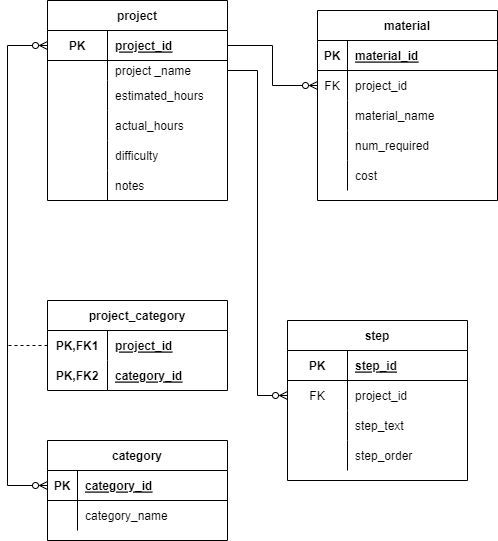 project
PK project_id
project _name
estimated_hours
actual_hours
difficulty
notes
material
PK material_id
FK project_id
material_name
num_required
cost
project_category
PK,FK1 project_id
PK,FK2 category_id
step
PK step_id
FK project_id
step_text
step_order
category
PK category_id
category_name